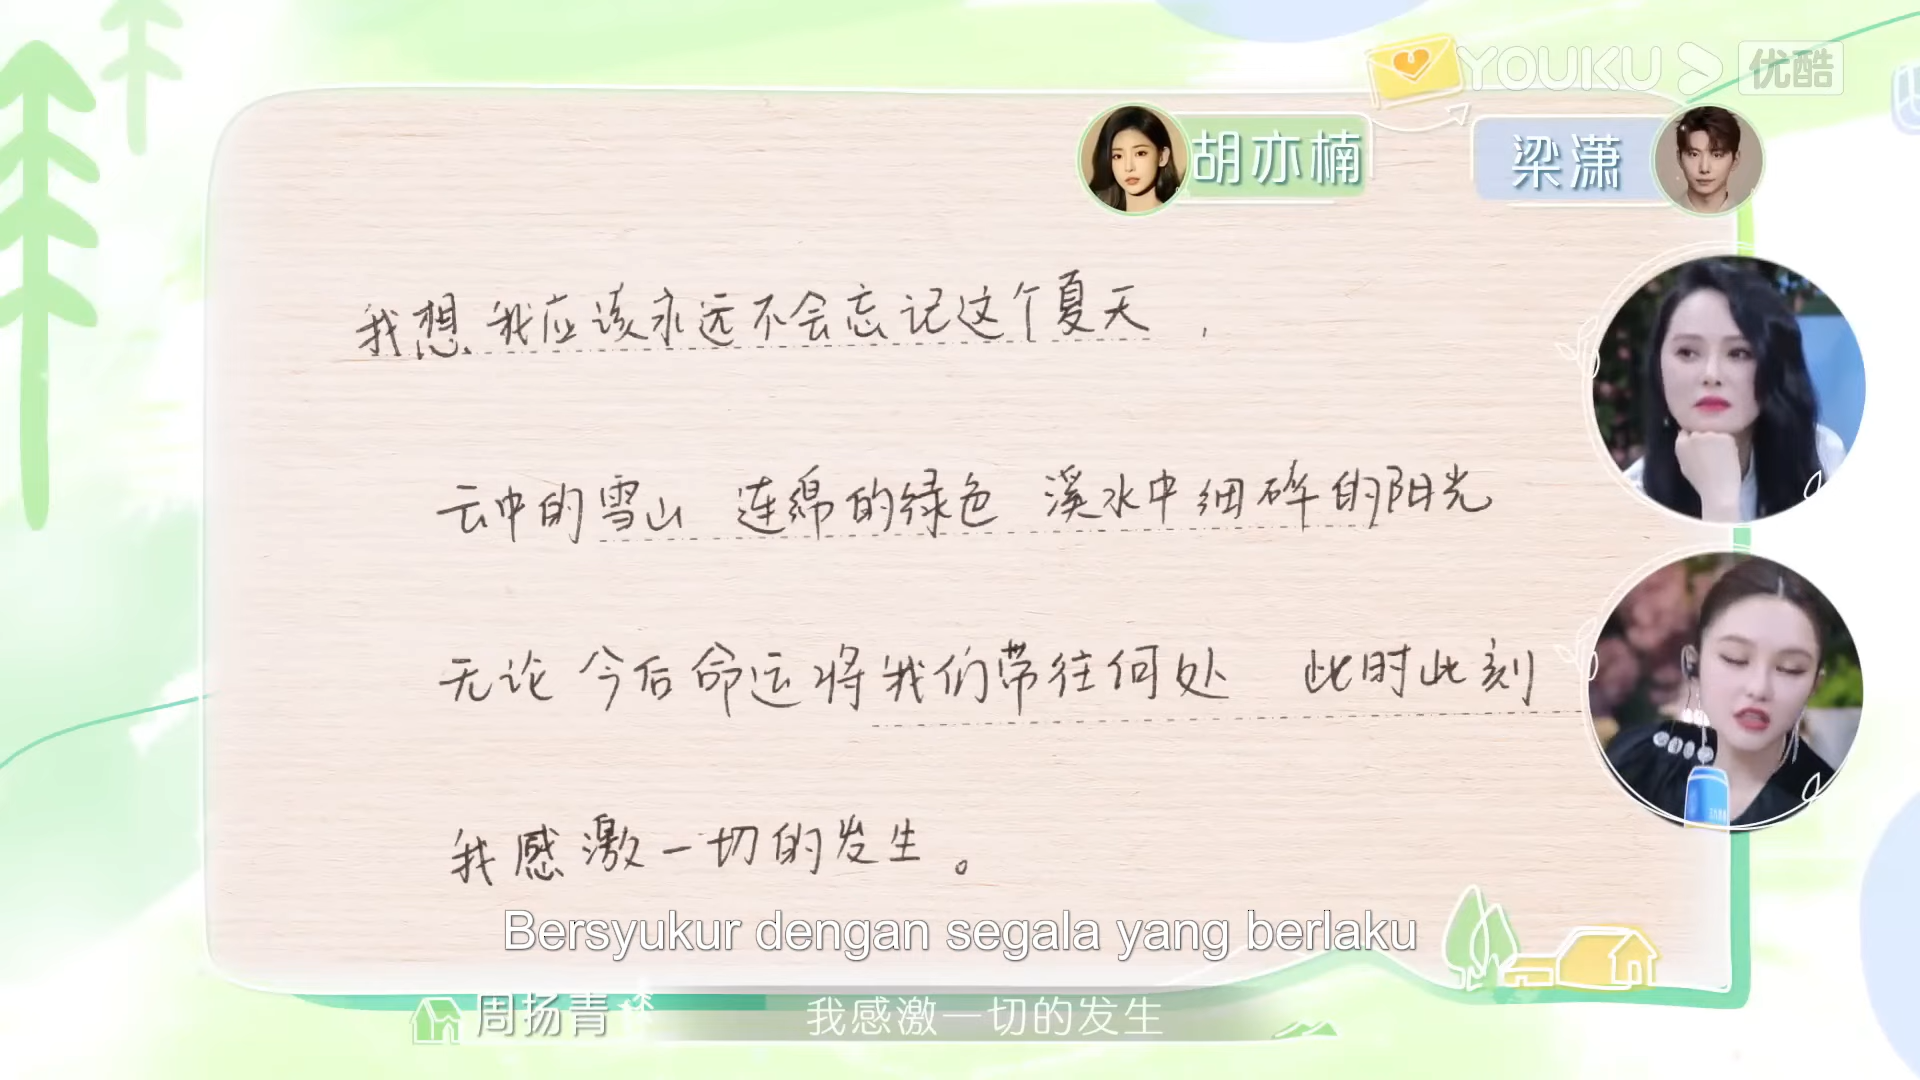 YOUKU 优酷
胡亦楠 梁潇
我想 我应该永远不会忘记这个夏天，
云中的雪山 连绵的绿色 溪水中细碎的阳光
无论 今后命运将我们带往何处 此时此刻
我感激一切的发生。
Bersyukur dengan segala yang berlaku
周扬青 我感激一切的发生